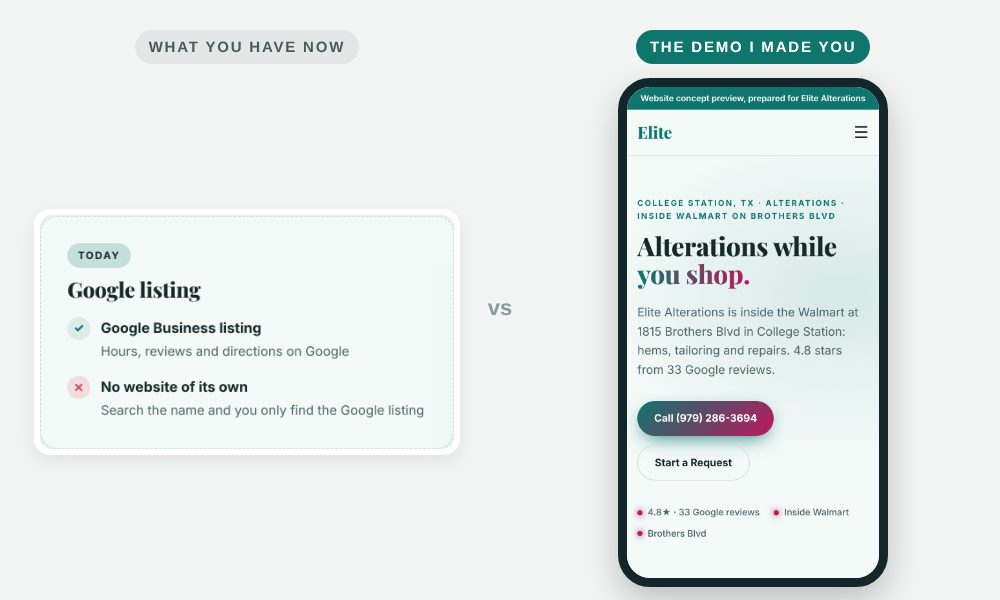 WHAT YOU HAVE NOW
TODAY
Google listing
Google Business listing
Hours, reviews and directions on Google
No website of its own
Search the name and you only find the Google listing
vs
THE DEMO I MADE YOU
Website concept preview, prepared for Elite Alterations
Elite
COLLEGE STATION, TX · ALTERATIONS ·
INSIDE WALMART ON BROTHERS BLVD
Alterations while
you shop.
Elite Alterations is inside the Walmart at
1815 Brothers Blvd in College Station:
hems, tailoring and repairs. 4.8 stars
from 33 Google reviews.
Call (979) 286-3694
Start a Request
4.8★ · 33 Google reviews
Inside Walmart
Brothers Blvd